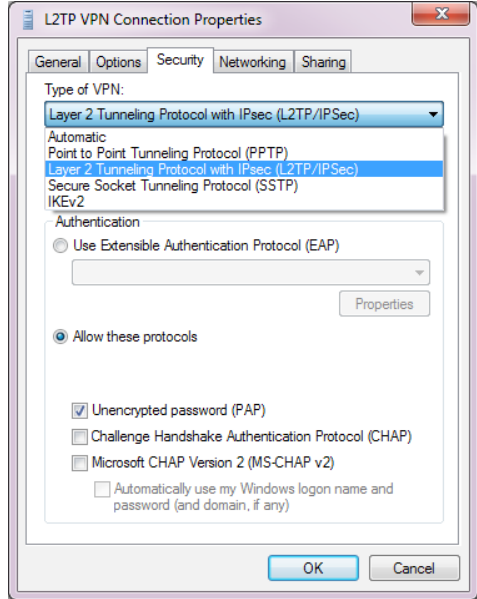 L2TP VPN Connection Properties
General Options Security Networking Sharing
Type of VPN:
Layer 2 Tunneling Protocol with IPsec (L2TP/IPSec)
Automatic
Point to Point Tunneling Protocol (PPTP)
Layer 2 Tunneling Protocol with IPsec (L2TP/IPSec)
Secure Socket Tunneling Protocol (SSTP)
IKEv2
Authentication
Use Extensible Authentication Protocol (EAP)
Properties
Allow these protocols
Unencrypted password (PAP)
Challenge Handshake Authentication Protocol (CHAP)
Microsoft CHAP Version 2 (MS-CHAP v2)
Automatically use my Windows logon name and
password (and domain, if any)
OK Cancel